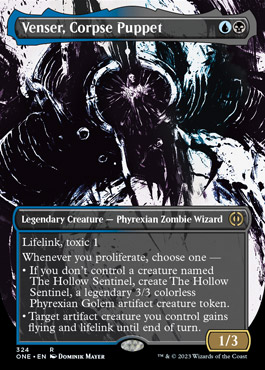 Venser, Corpse Puppet
Legendary Creature — Phyrexian Zombie Wizard
Lifelink, toxic 1
Whenever you proliferate, choose one —
• If you don't control a creature named
The Hollow Sentinel, create The Hollow
Sentinel, a legendary 3/3 colorless
Phyrexian Golem artifact creature token.
• Target artifact creature you control gains
flying and lifelink until end of turn.
1/3
324 R
ONE • EN DOMINIK MAYER
™ & © 2023 Wizards of the Coast